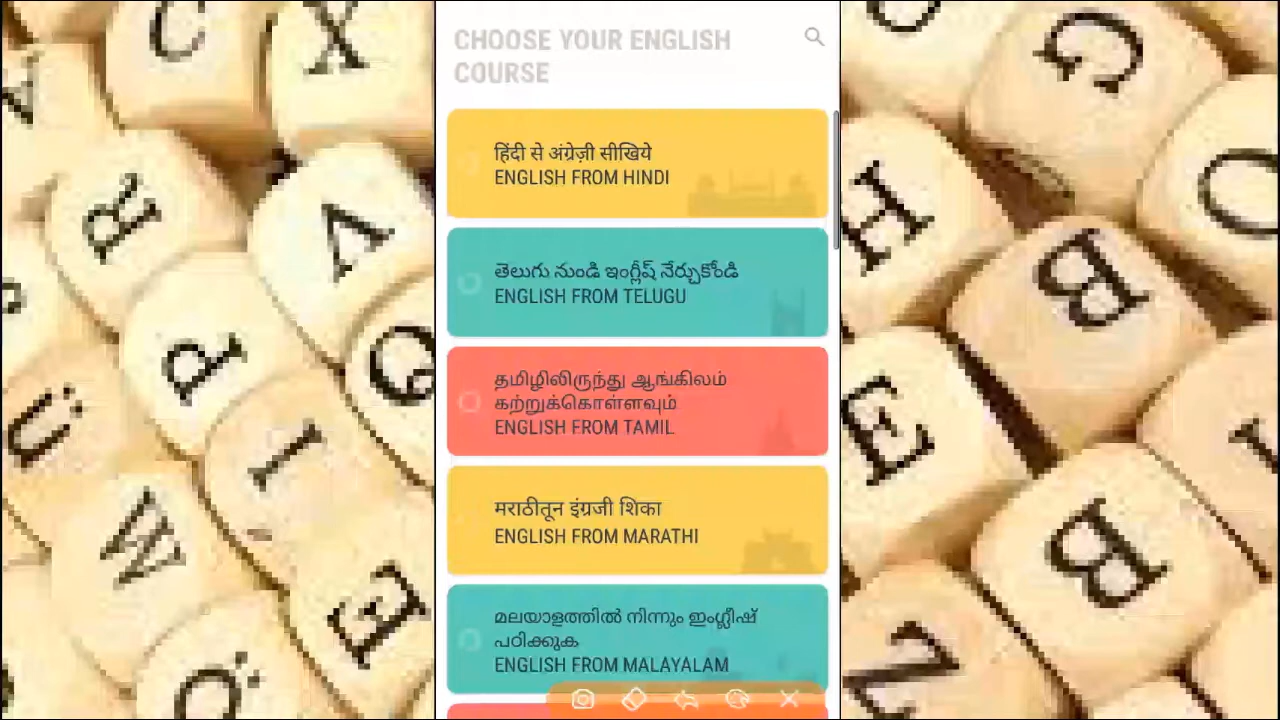 CHOOSE YOUR ENGLISH
COURSE
हिंदी से अंग्रेज़ी सीखिये
ENGLISH FROM HINDI
తెలుగు నుండి ఇంగ్లీష్ నేర్చుకోండి
ENGLISH FROM TELUGU
தமிழிலிருந்து ஆங்கிலம்
கற்றுக்கொள்ளவும்
ENGLISH FROM TAMIL
मराठीतून इंग्रजी शिका
ENGLISH FROM MARATHI
മലയാളത്തിൽ നിന്നും ഇംഗ്ലീഷ്
പഠിക്കുക
ENGLISH FROM MALAYALAM